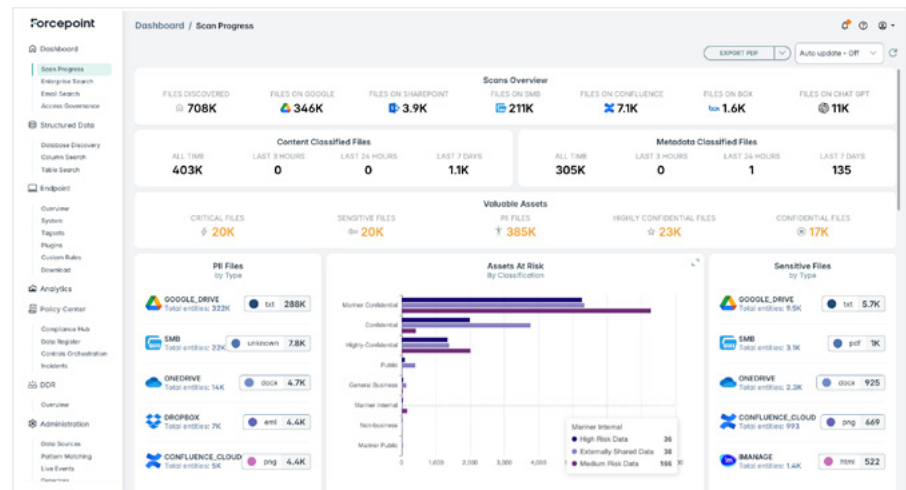 Forcepoint
Dashboard / Scan Progress
EXPORT PDF
Auto update - Off
Dashboard
Scan Progress
Enterprise Search
Email Search
Access Governance
Structured Data
Database Discovery
Column Search
Table Search
Endpoint
Overview
System
Tagsets
Plugins
Custom Rules
Download
Analytics
Policy Center
Compliance Hub
Data Register
Controls Orchestration
Incidents
DDR
Overview
Administration
Data Sources
Pattern Matching
Live Events
Detectors
Scans Overview
FILES DISCOVERED
708K
FILES ON GOOGLE
346K
FILES ON SHAREPOINT
3.9K
FILES ON SMB
211K
FILES ON CONFLUENCE
7.1K
FILES ON BOX
box 1.6K
FILES ON CHAT GPT
11K
Content Classified Files
ALL TIME
403K
LAST 3 HOURS
0
LAST 24 HOURS
0
LAST 7 DAYS
1.1K
Metadata Classified Files
ALL TIME
305K
LAST 3 HOURS
0
LAST 24 HOURS
1
LAST 7 DAYS
135
Valuable Assets
CRITICAL FILES
20K
SENSITIVE FILES
20K
PII FILES
385K
HIGHLY CONFIDENTIAL FILES
23K
CONFIDENTIAL FILES
17K
PII Files
by Type
GOOGLE_DRIVE
Total entities: 322K
txt 288K
SMB
Total entities: 22K
unknown 7.8K
ONEDRIVE
Total entities: 14K
docx 4.7K
DROPBOX
Total entities: 7K
eml 4.4K
CONFLUENCE_CLOUD
Total entities: 5K
png 4.4K
Assets At Risk
By Classification
Mariner Confidential
Confidential
Highly-Confidential
Public
General Business
Mariner Internal
Non-business
Mariner Public
0 1,000 2,000 3,000 4,000
Mariner Internal
High Risk Data 36
Externally Shared Data 38
Medium Risk Data 166
Sensitive Files
by Type
GOOGLE_DRIVE
Total entities: 9.5K
txt 5.7K
SMB
Total entities: 3.1K
pdf 1K
ONEDRIVE
Total entities: 2.3K
docx 925
CONFLUENCE_CLOUD
Total entities: 993
png 669
IMANAGE
Total entities: 1.4K
html 522